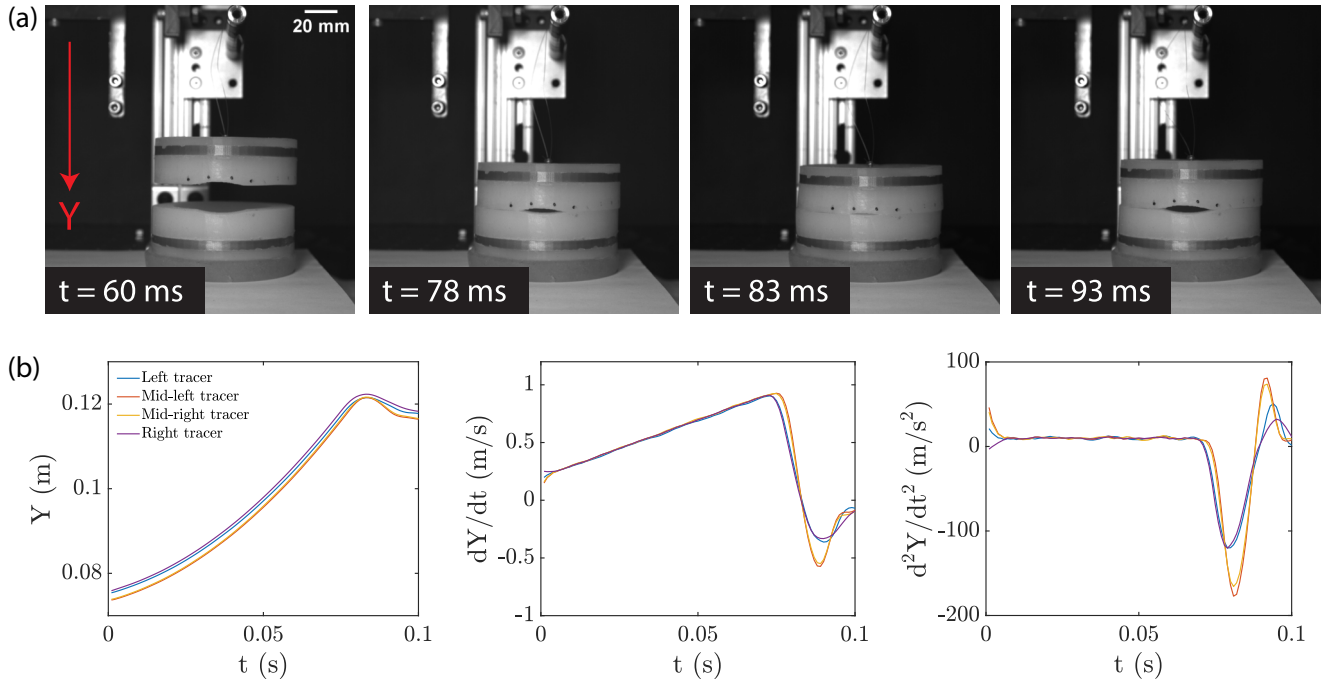 (a)
20 mm
Y
t = 60 ms
t = 78 ms
t = 83 ms
t = 93 ms
(b)
Left tracer
Mid-left tracer
Mid-right tracer
Right tracer
0.12
0.1
0.08
Y (m)
0
0.05
0.1
t (s)
1
0.5
0
-0.5
-1
dY/dt (m/s)
0
0.05
0.1
t (s)
100
0
-100
-200
d²Y/dt² (m/s²)
0
0.05
0.1
t (s)